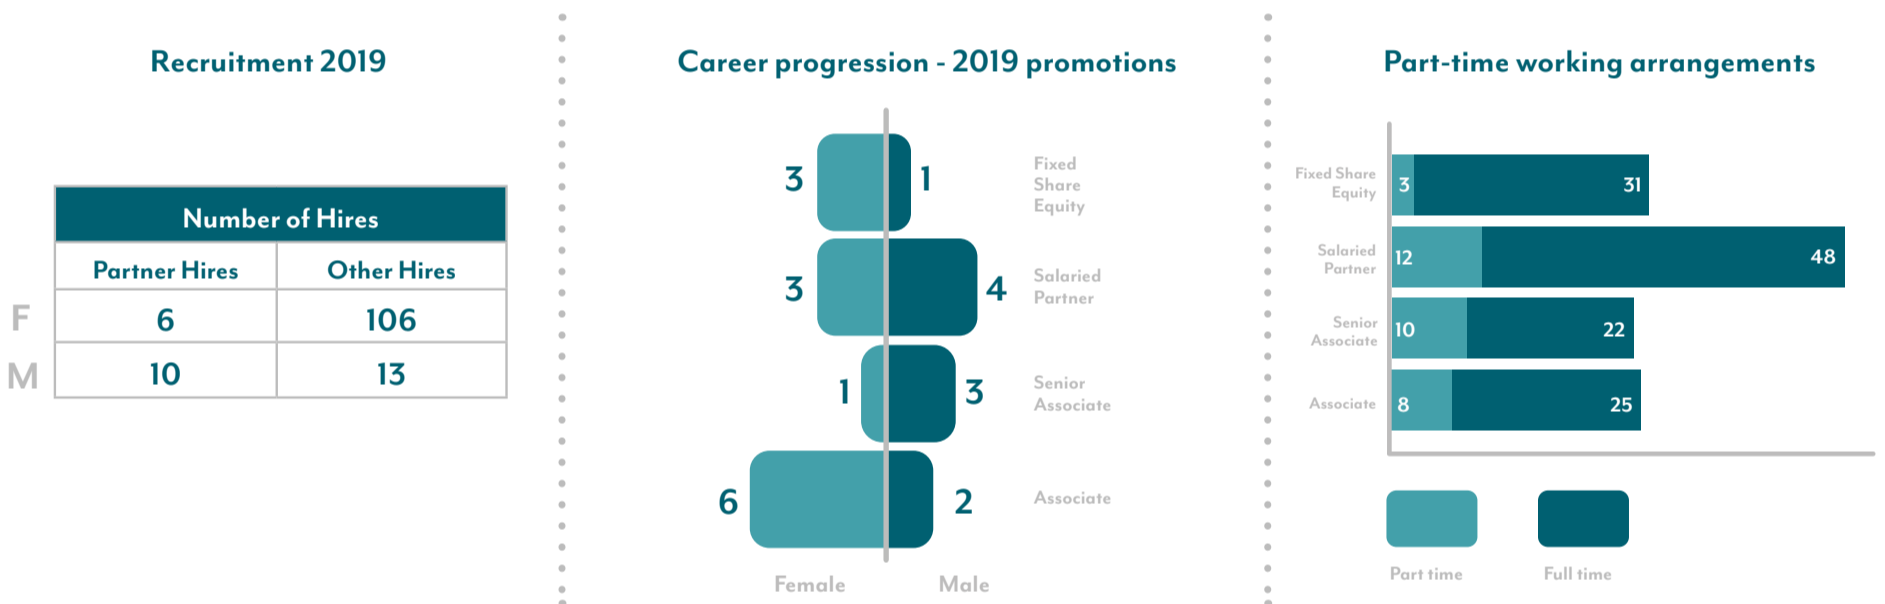 Recruitment 2019
Number of Hires
Partner Hires Other Hires
F 6 106
M 10 13
Career progression - 2019 promotions
3 1 Fixed
Share
Equity
3 4 Salaried
Partner
1 3 Senior
Associate
6 2 Associate
Female Male
Part-time working arrangements
Fixed Share
Equity 3 31
Salaried
Partner 12 48
Senior
Associate 10 22
Associate 8 25
Part time Full time